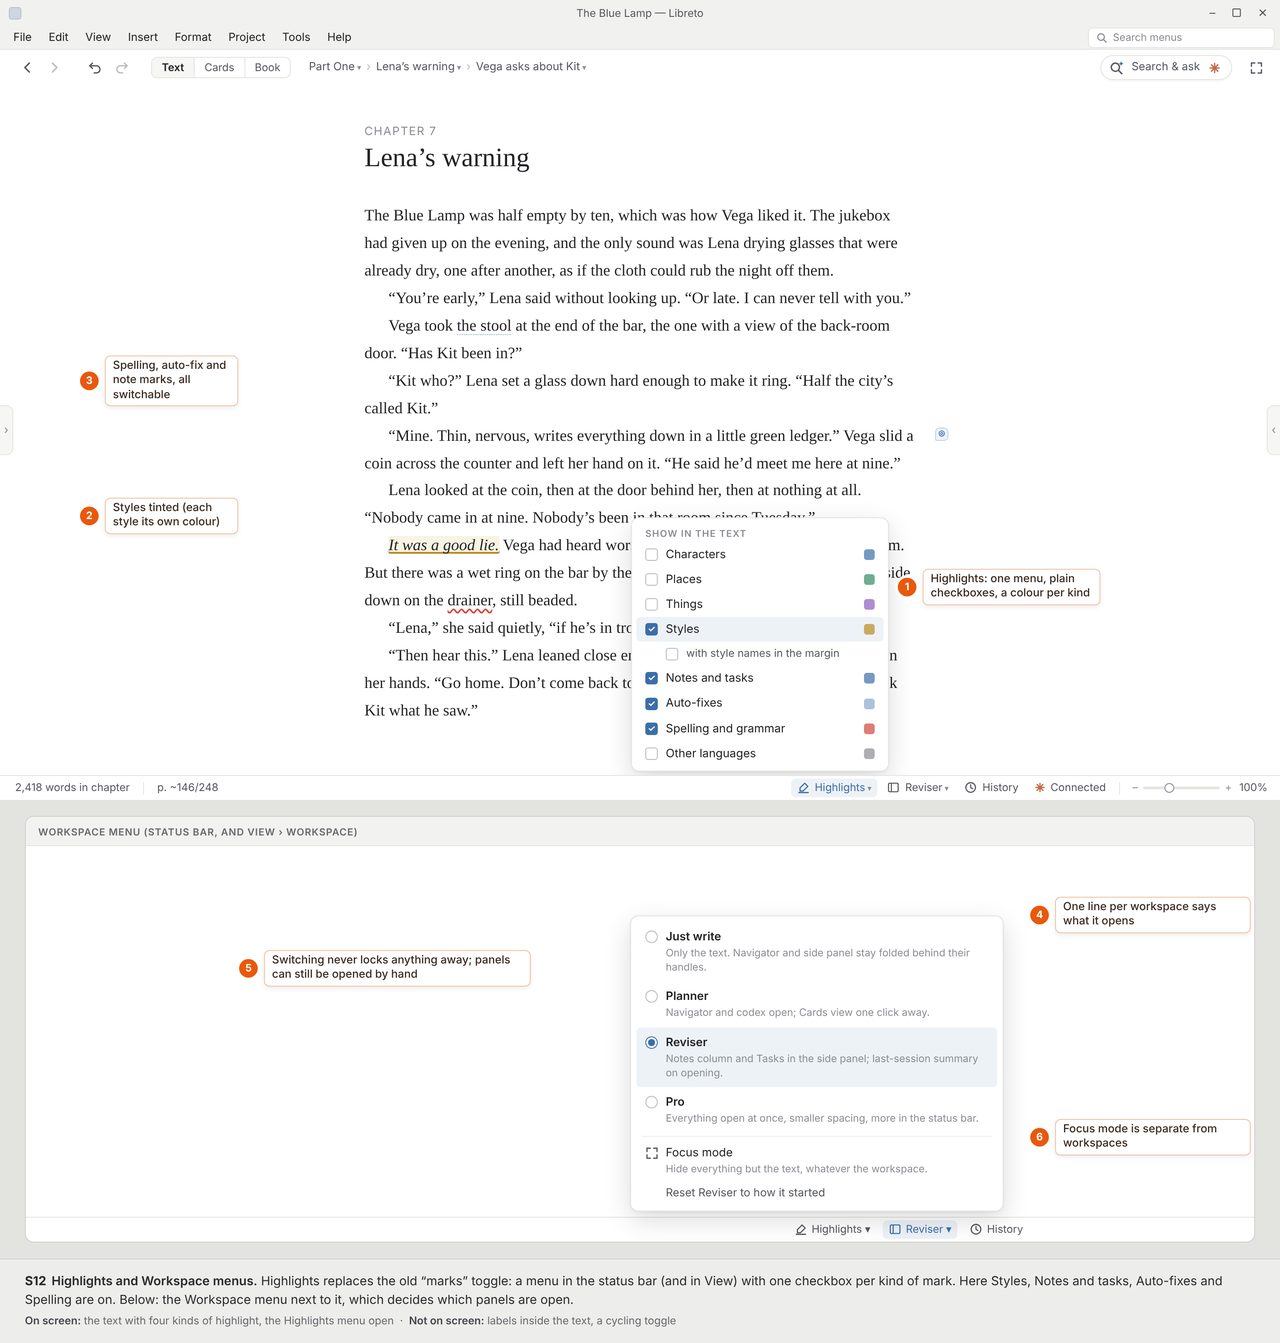 The Blue Lamp — Libreto
File Edit View Insert Format Project Tools Help
Search menus
Text Cards Book
Part One › Lena’s warning › Vega asks about Kit
Search & ask
CHAPTER 7
Lena’s warning
The Blue Lamp was half empty by ten, which was how Vega liked it. The jukebox
had given up on the evening, and the only sound was Lena drying glasses that were
already dry, one after another, as if the cloth could rub the night off them.
“You’re early,” Lena said without looking up. “Or late. I can never tell with you.”
Vega took the stool at the end of the bar, the one with a view of the back-room
door. “Has Kit been in?”
“Kit who?” Lena set a glass down hard enough to make it ring. “Half the city’s
called Kit.”
“Mine. Thin, nervous, writes everything down in a little green ledger.” Vega slid a
coin across the counter and left her hand on it. “He said he’d meet me here at nine.”
Lena looked at the coin, then at the door behind her, then at nothing at all.
“Nobody came in at nine. Nobody’s been in that room since Tuesday.”
It was a good lie. Vega had heard wor m.
But there was a wet ring on the bar by the side
down on the drainer, still beaded.
“Lena,” she said quietly, “if he’s in tro
“Then hear this.” Lena leaned close en n
her hands. “Go home. Don’t come back to k
Kit what he saw.”
3
Spelling, auto-fix and
note marks, all
switchable
2
Styles tinted (each
style its own colour)
SHOW IN THE TEXT
Characters
Places
Things
Styles
with style names in the margin
Notes and tasks
Auto-fixes
Spelling and grammar
Other languages
1
Highlights: one menu, plain
checkboxes, a colour per kind
2,418 words in chapter p. ~146/248
Highlights Reviser History Connected − + 100%
WORKSPACE MENU (STATUS BAR, AND VIEW › WORKSPACE)
4
One line per workspace says
what it opens
5
Switching never locks anything away; panels
can still be opened by hand
Just write
Only the text. Navigator and side panel stay folded behind their
handles.
Planner
Navigator and codex open; Cards view one click away.
Reviser
Notes column and Tasks in the side panel; last-session summary
on opening.
Pro
Everything open at once, smaller spacing, more in the status bar.
Focus mode
Hide everything but the text, whatever the workspace.
Reset Reviser to how it started
6
Focus mode is separate from
workspaces
Highlights ▾ Reviser ▾ History
S12 Highlights and Workspace menus. Highlights replaces the old “marks” toggle: a menu in the status bar (and in View) with one checkbox per kind of mark. Here Styles, Notes and tasks, Auto-fixes and
Spelling are on. Below: the Workspace menu next to it, which decides which panels are open.
On screen: the text with four kinds of highlight, the Highlights menu open · Not on screen: labels inside the text, a cycling toggle